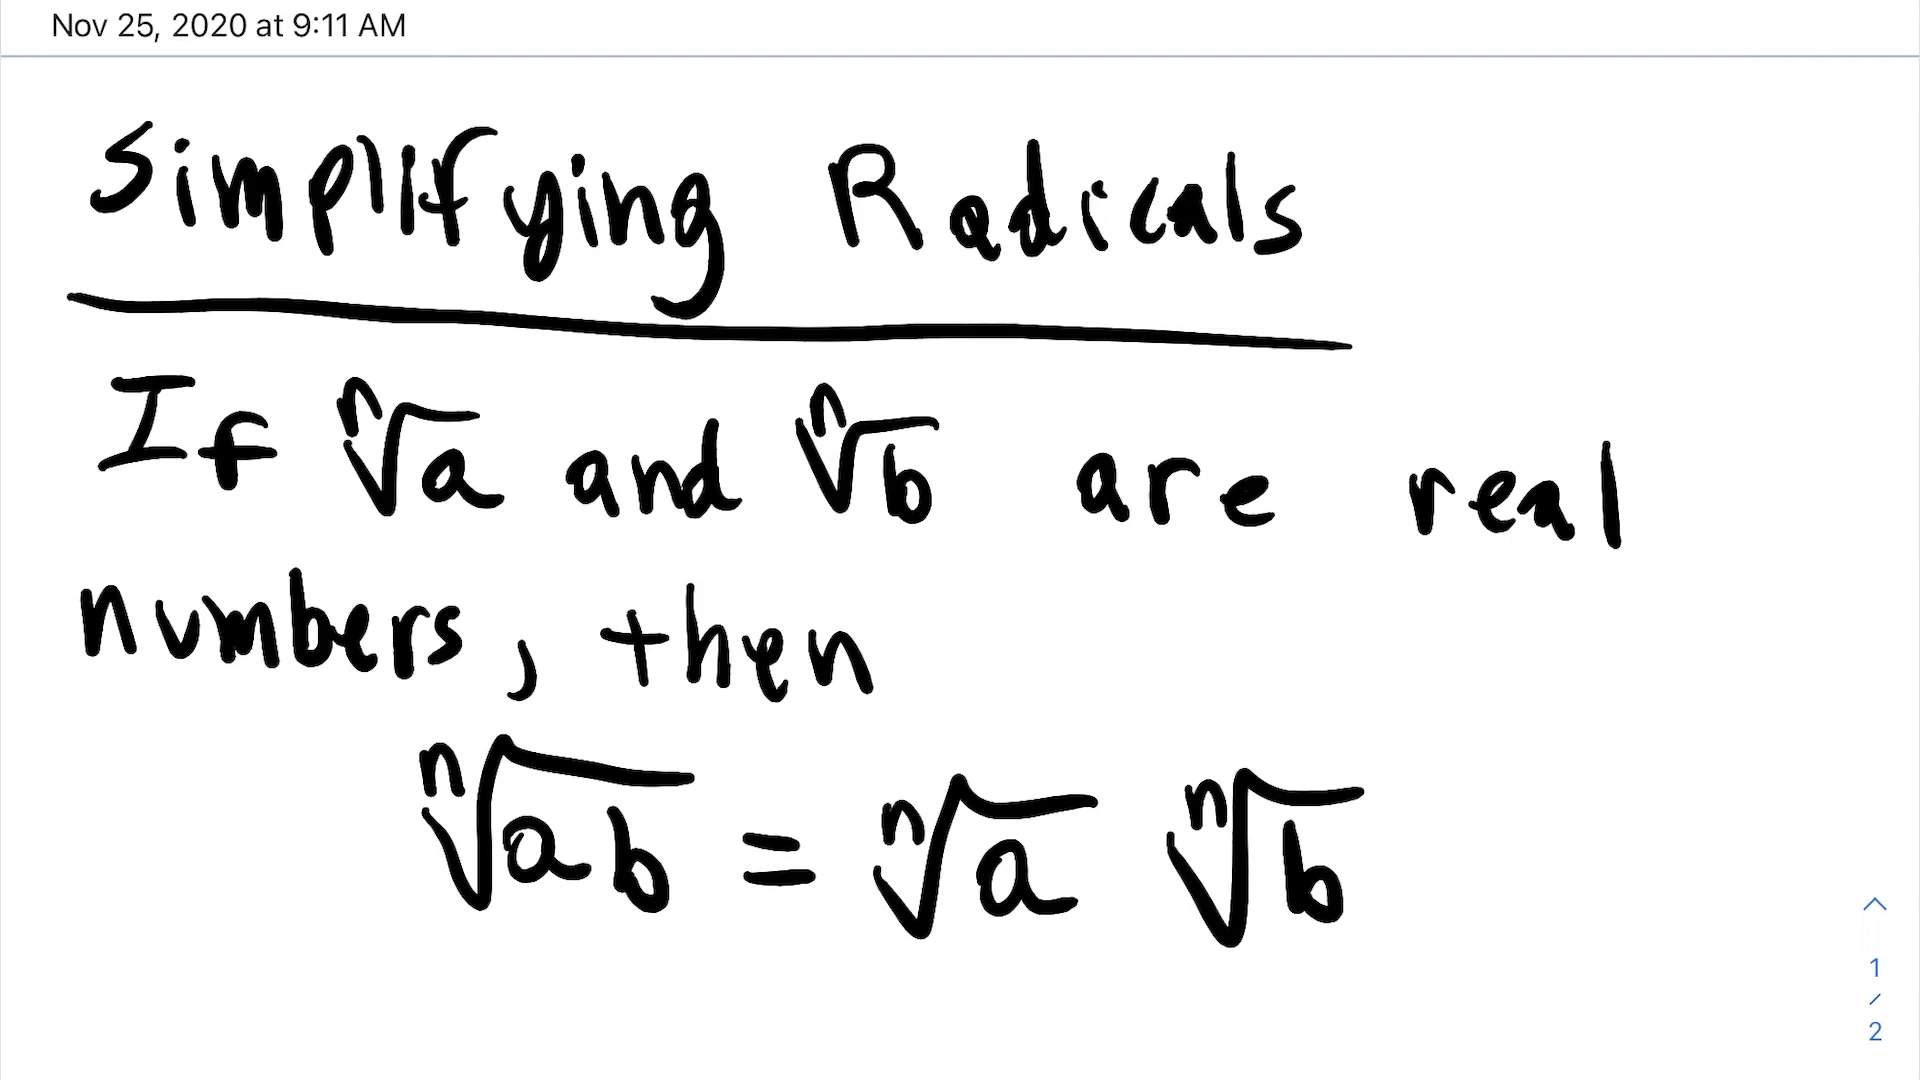 Nov 25, 2020 at 9:11 AM
Simplifying Radicals
If ⁿ√a and ⁿ√b are real
numbers, then
ⁿ√ab = ⁿ√a ⁿ√b
1
/
2